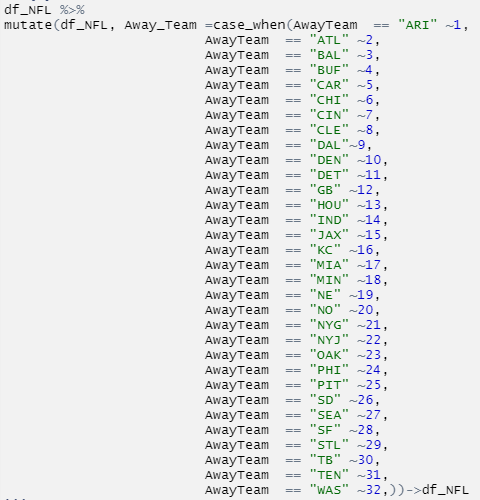 df_NFL %>%
mutate(df_NFL, Away_Team =case_when(AwayTeam == "ARI" ~1,
AwayTeam == "ATL" ~2,
AwayTeam == "BAL" ~3,
AwayTeam == "BUF" ~4,
AwayTeam == "CAR" ~5,
AwayTeam == "CHI" ~6,
AwayTeam == "CIN" ~7,
AwayTeam == "CLE" ~8,
AwayTeam == "DAL"~9,
AwayTeam == "DEN" ~10,
AwayTeam == "DET" ~11,
AwayTeam == "GB" ~12,
AwayTeam == "HOU" ~13,
AwayTeam == "IND" ~14,
AwayTeam == "JAX" ~15,
AwayTeam == "KC" ~16,
AwayTeam == "MIA" ~17,
AwayTeam == "MIN" ~18,
AwayTeam == "NE" ~19,
AwayTeam == "NO" ~20,
AwayTeam == "NYG" ~21,
AwayTeam == "NYJ" ~22,
AwayTeam == "OAK" ~23,
AwayTeam == "PHI" ~24,
AwayTeam == "PIT" ~25,
AwayTeam == "SD" ~26,
AwayTeam == "SEA" ~27,
AwayTeam == "SF" ~28,
AwayTeam == "STL" ~29,
AwayTeam == "TB" ~30,
AwayTeam == "TEN" ~31,
AwayTeam == "WAS" ~32,))->df_NFL